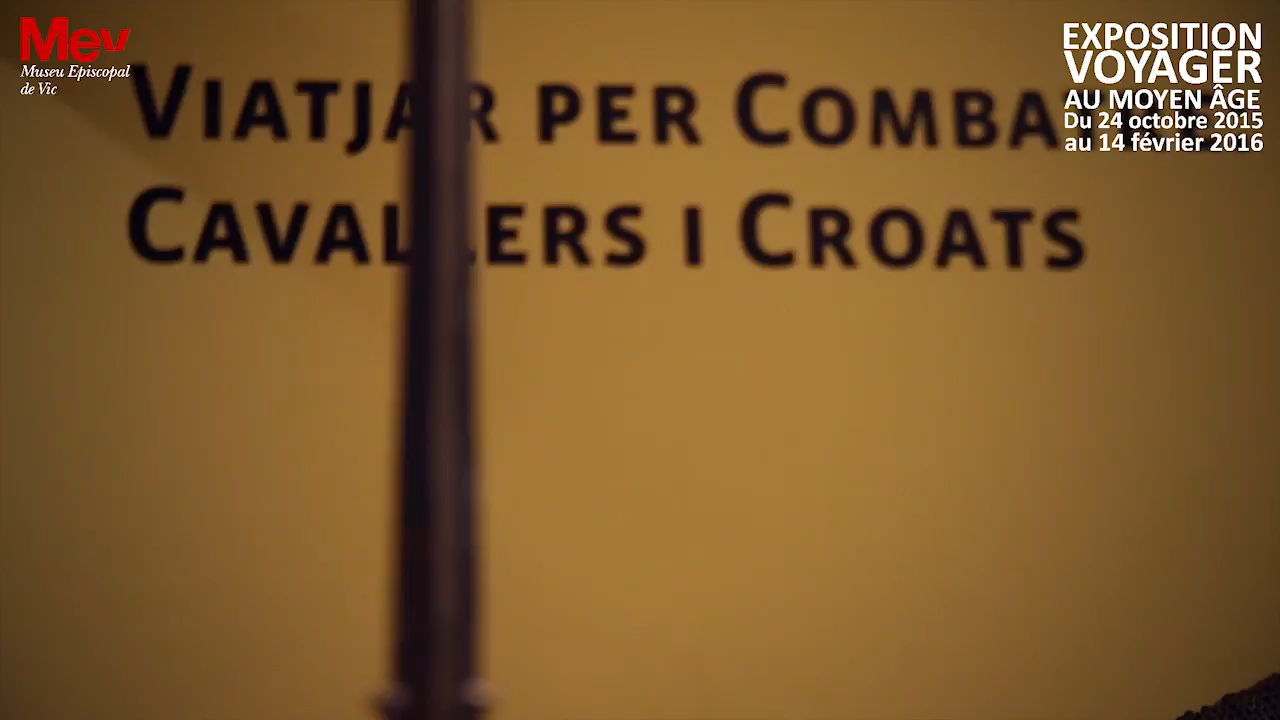 Mev
Museu Episcopal
de Vic
EXPOSITION
VOYAGER
AU MOYEN ÂGE
Du 24 octobre 2015
au 14 février 2016
VIATJAR PER
CAVALLERS I CROATS